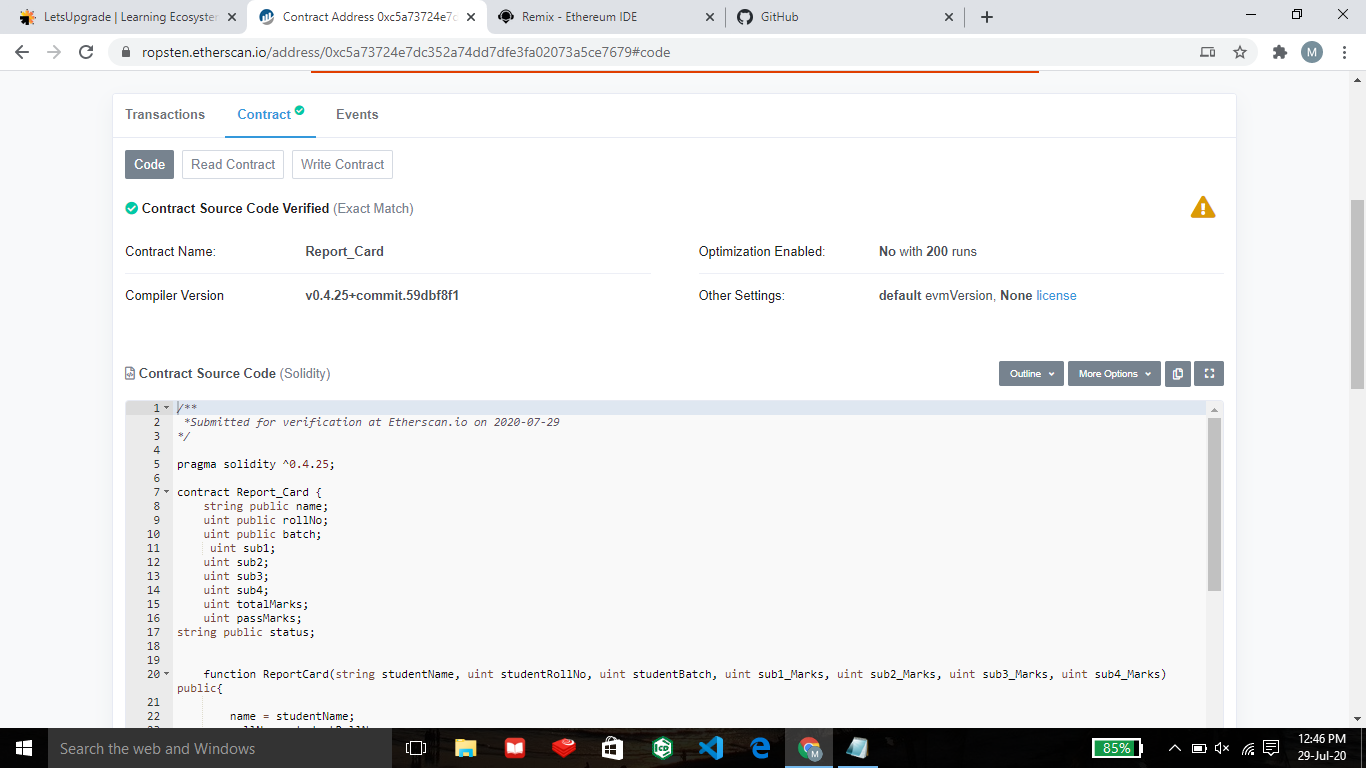 LetsUpgrade | Learning Ecosyster
Contract Address 0xc5a73724e7d
Remix - Ethereum IDE
GitHub
ropsten.etherscan.io/address/0xc5a73724e7dc352a74dd7dfe3fa02073a5ce7679#code
M
Transactions
Contract
Events
Code
Read Contract
Write Contract
Contract Source Code Verified (Exact Match)
Contract Name:
Report_Card
Optimization Enabled:
No with 200 runs
Compiler Version
v0.4.25+commit.59dbf8f1
Other Settings:
default evmVersion, None license
Contract Source Code (Solidity)
Outline
More Options
1 /**
2 *Submitted for verification at Etherscan.io on 2020-07-29
3 */
4
5 pragma solidity ^0.4.25;
6
7 contract Report_Card {
8 string public name;
9 uint public rollNo;
10 uint public batch;
11 uint sub1;
12 uint sub2;
13 uint sub3;
14 uint sub4;
15 uint totalMarks;
16 uint passMarks;
17 string public status;
18
19
20 function ReportCard(string studentName, uint studentRollNo, uint studentBatch, uint sub1_Marks, uint sub2_Marks, uint sub3_Marks, uint sub4_Marks)
public{
21
22 name = studentName;
Search the web and Windows
85%
12:46 PM
29-Jul-20